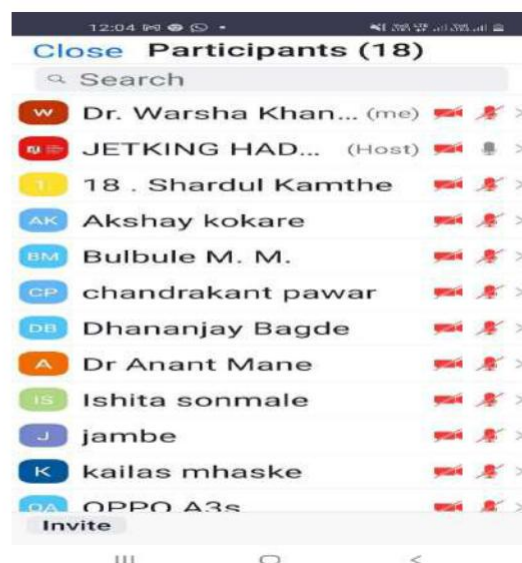 12:04
Close Participants (18)
Search
W Dr. Warsha Khan... (me)
JETKING HAD... (Host)
1: 18 . Shardul Kamthe
AK Akshay kokare
BM Bulbule M. M.
CP chandrakant pawar
DB Dhananjay Bagde
A Dr Anant Mane
IS Ishita sonmale
J jambe
K kailas mhaske
OA OPPO A3s
Invite